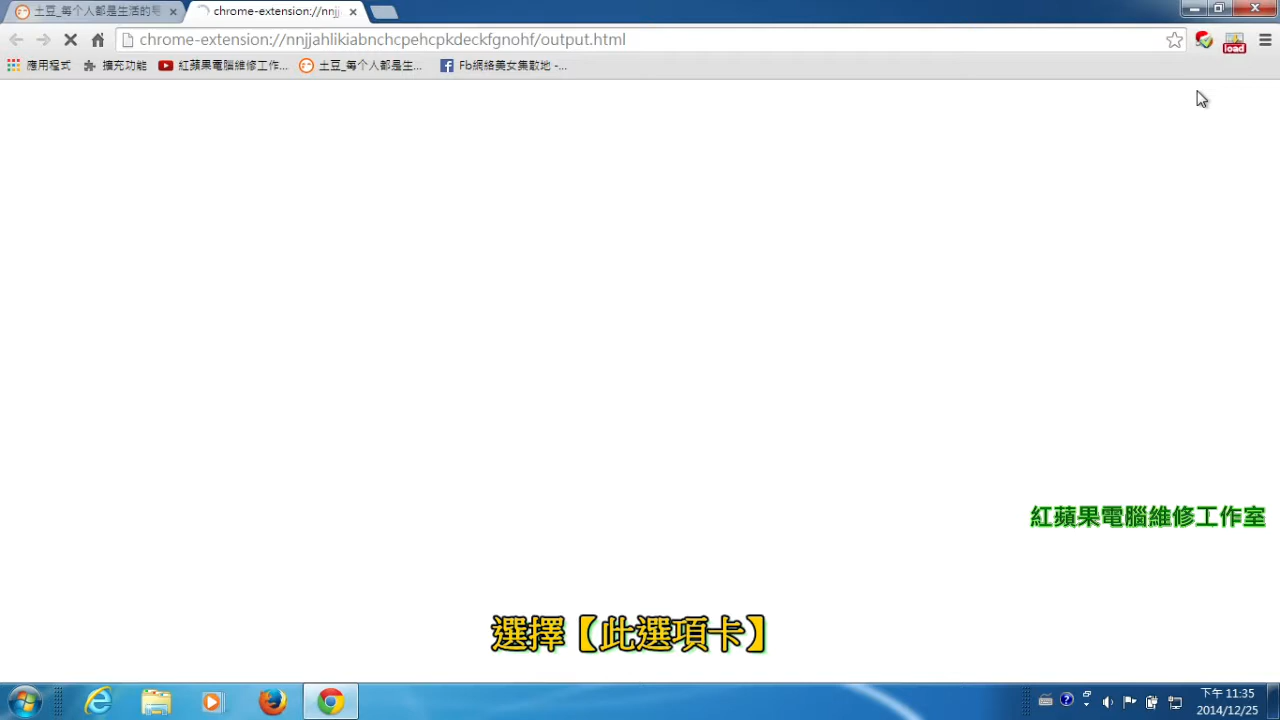 土豆_每个人都是生活的
chrome-extension://nnjj
chrome-extension://nnjjahlikiabnchcpehcpkdeckfgnohf/output.html
load
應用程式
擴充功能
紅蘋果電腦維修工作...
土豆_每个人都是生...
Fb網絡美女集散地 -...
紅蘋果電腦維修工作室
選擇【此選項卡】
下午 11:35
2014/12/25